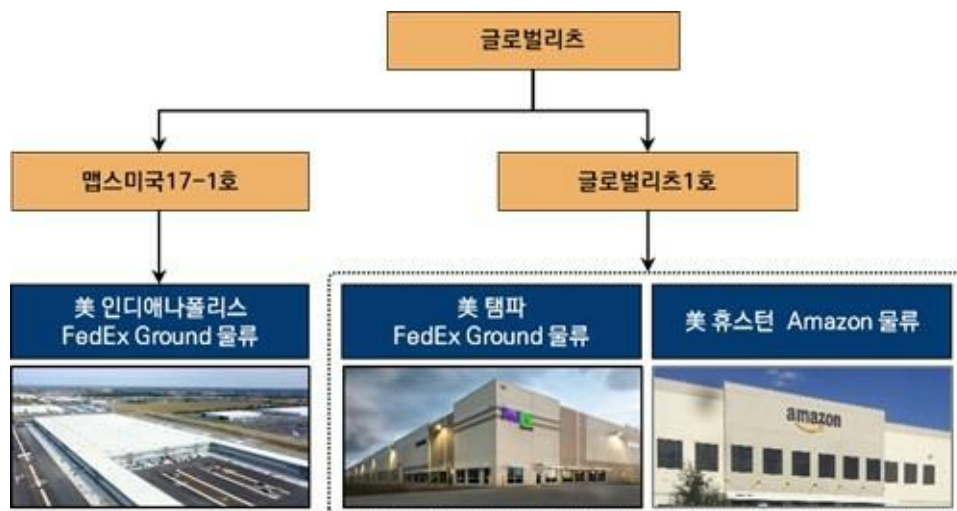 글로벌리츠
맵스미국17-1호
글로벌리츠1호
美 인디애나폴리스
FedEx Ground 물류
美 탬파
FedEx Ground 물류
美 휴스턴 Amazon 물류
amazon